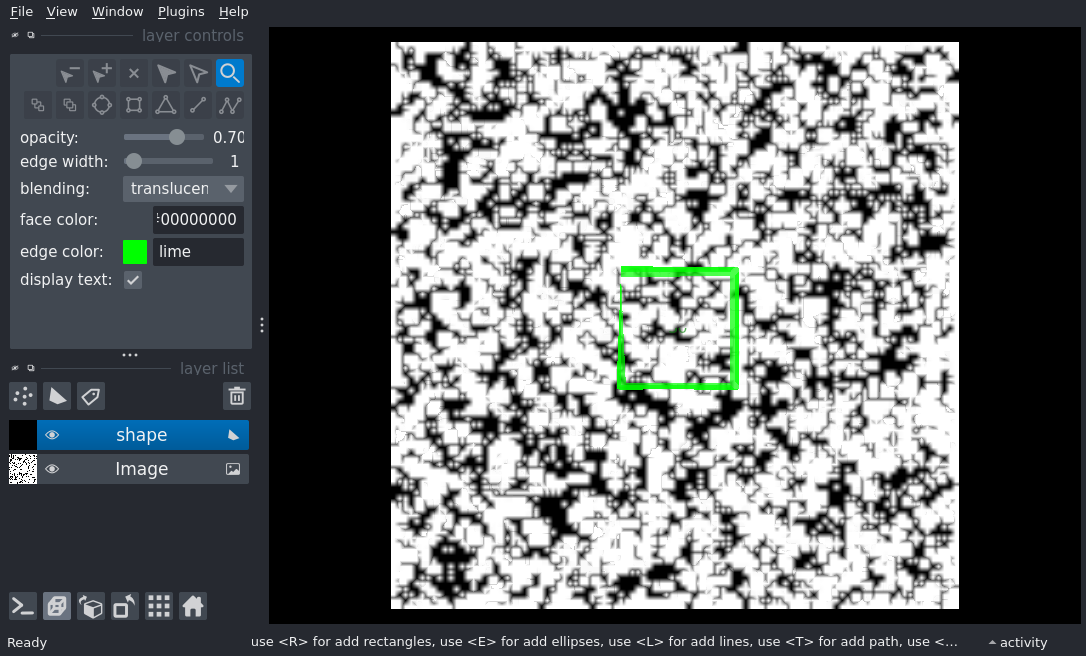 File View Window Plugins Help
layer controls
opacity: 0.70
edge width: 1
blending: translucen
face color: 00000000
edge color: lime
display text:
layer list
shape
Image
Ready use <R> for add rectangles, use <E> for add ellipses, use <L> for add lines, use <T> for add path, use <... activity